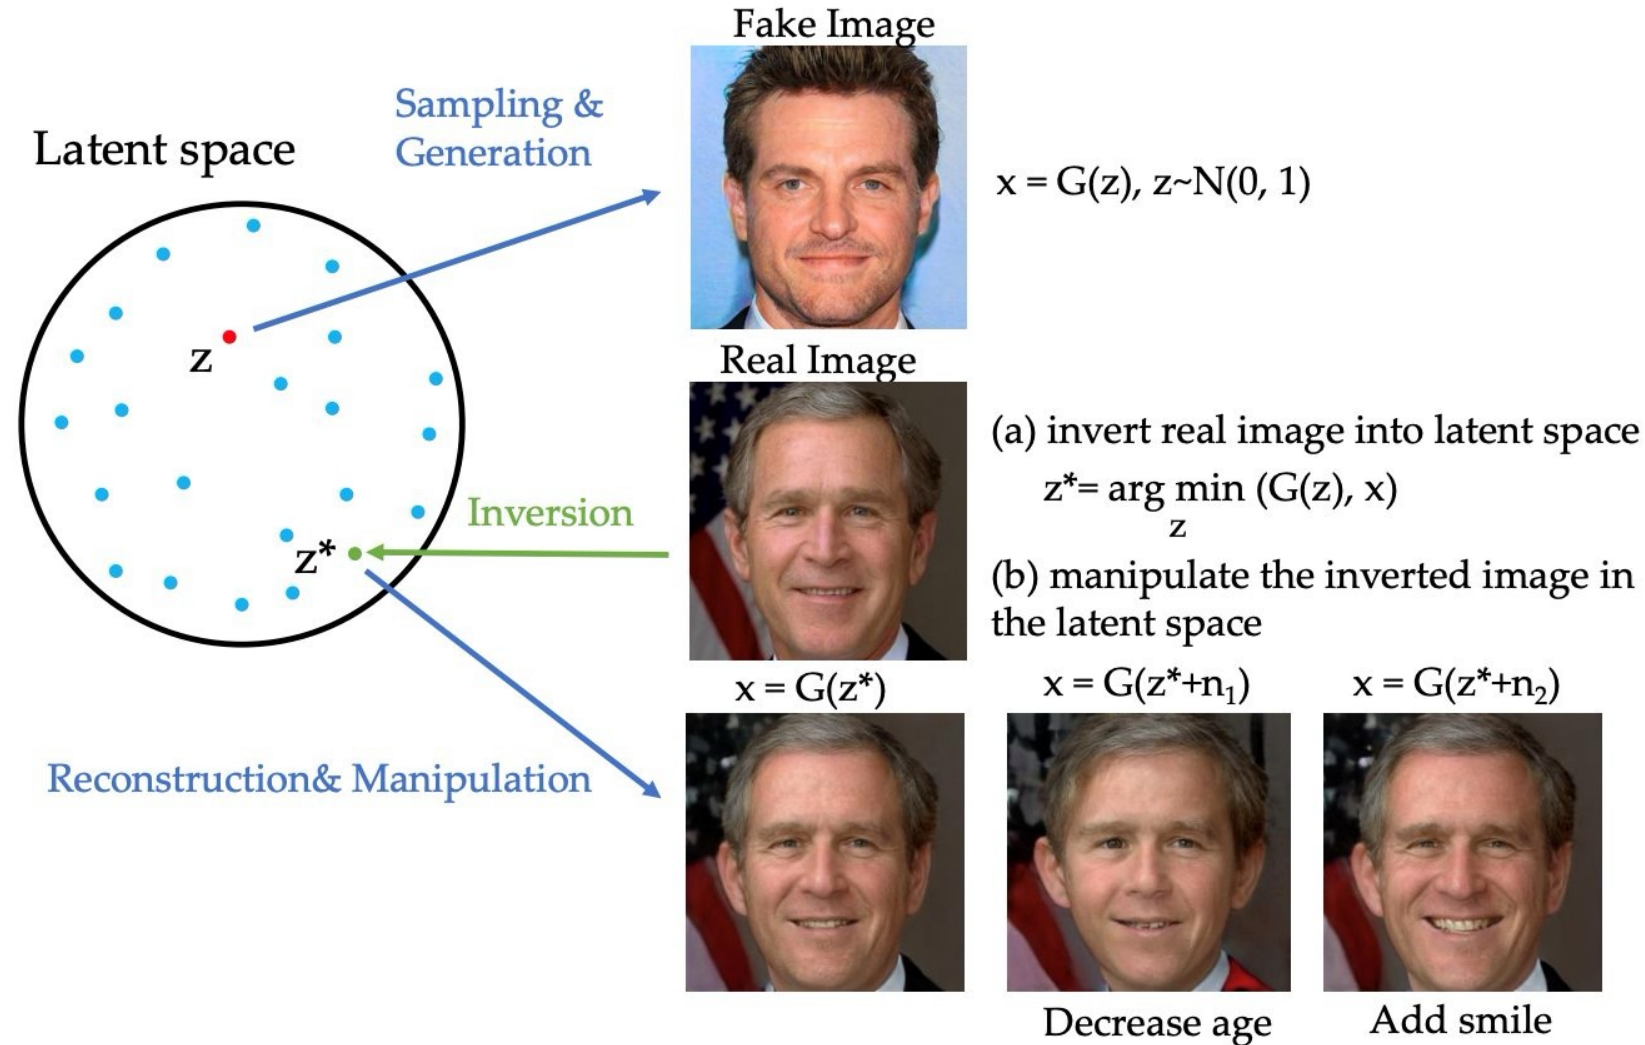 Fake Image
Sampling &
Generation
Latent space
x = G(z), z~N(0, 1)
z
Real Image
(a) invert real image into latent space
z*= arg min (G(z), x)
z
Inversion
z*
(b) manipulate the inverted image in
the latent space
x = G(z*)
x = G(z*+n₁)
x = G(z*+n₂)
Reconstruction& Manipulation
Decrease age
Add smile